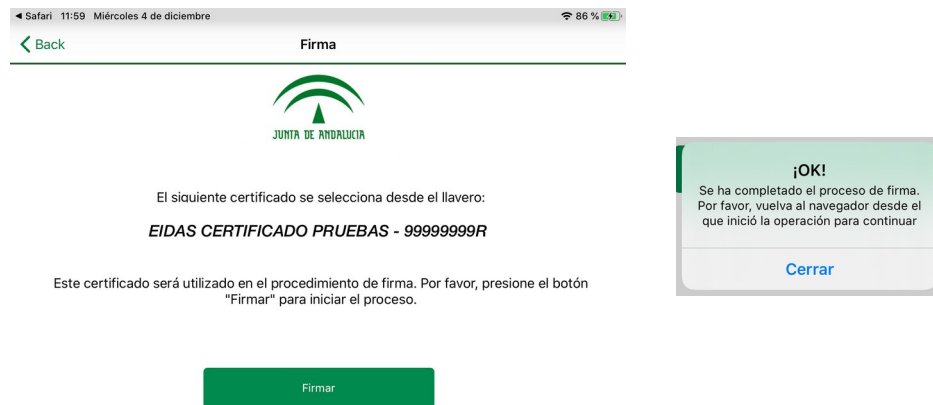 ◄ Safari 11:59 Miércoles 4 de diciembre 86 %
Back
Firma
JUNTA DE ANDALUCIA
El siguiente certificado se selecciona desde el llavero:
EIDAS CERTIFICADO PRUEBAS - 99999999R
Este certificado será utilizado en el procedimiento de firma. Por favor, presione el botón
"Firmar" para iniciar el proceso.
Firmar
¡OK!
Se ha completado el proceso de firma.
Por favor, vuelva al navegador desde el
que inició la operación para continuar
Cerrar